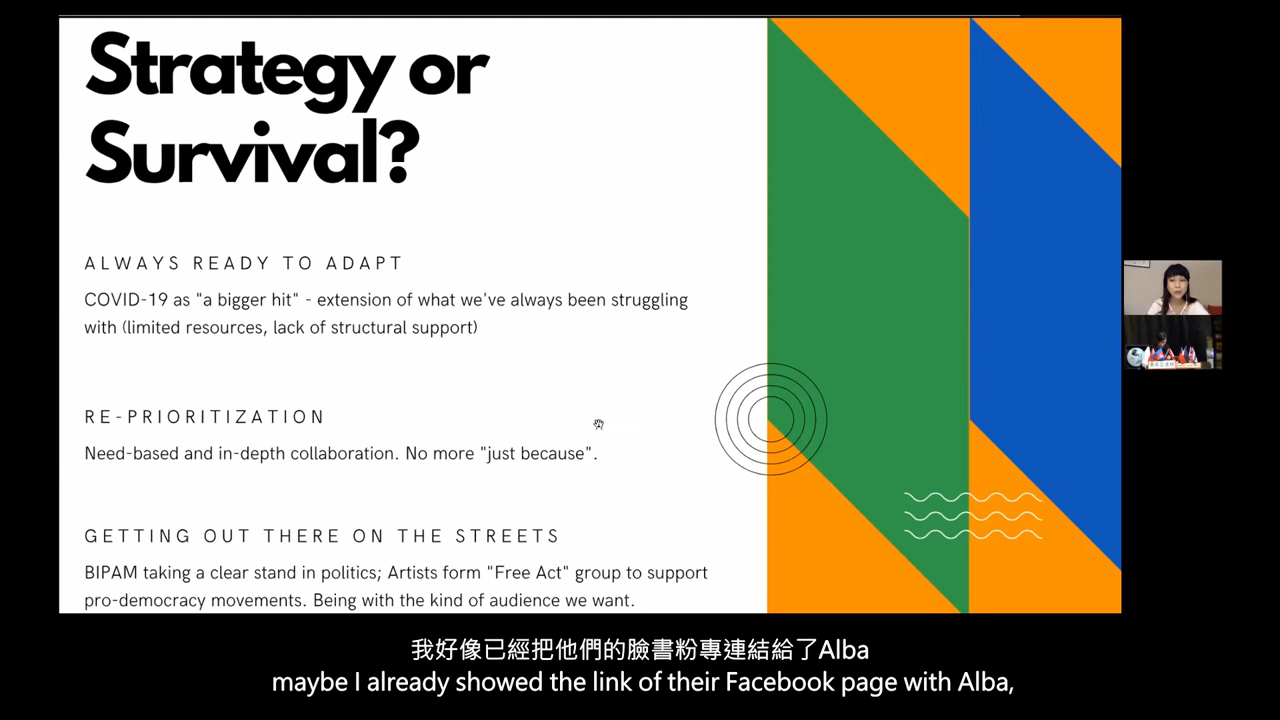 Strategy or
Survival?
ALWAYS READY TO ADAPT
COVID-19 as "a bigger hit" - extension of what we've always been struggling
with (limited resources, lack of structural support)
RE-PRIORITIZATION
Need-based and in-depth collaboration. No more "just because".
GETTING OUT THERE ON THE STREETS
BIPAM taking a clear stand in politics; Artists form "Free Act" group to support
pro-democracy movements. Being with the kind of audience we want.
我好像已經把他們的臉書粉專連結給了Alba
maybe I already showed the link of their Facebook page with Alba,